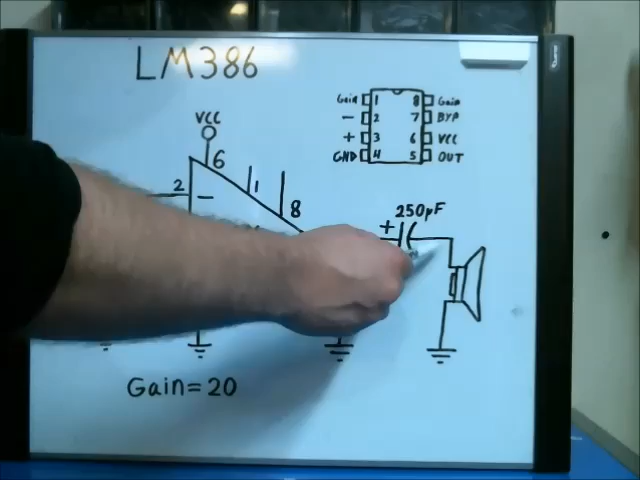 LM386
Gain 1 8 Gain
- 2 7 BYP
+ 3 6 VCC
GND 4 5 OUT
VCC
6
2 -
1
8
+ 250µF
Gain=20